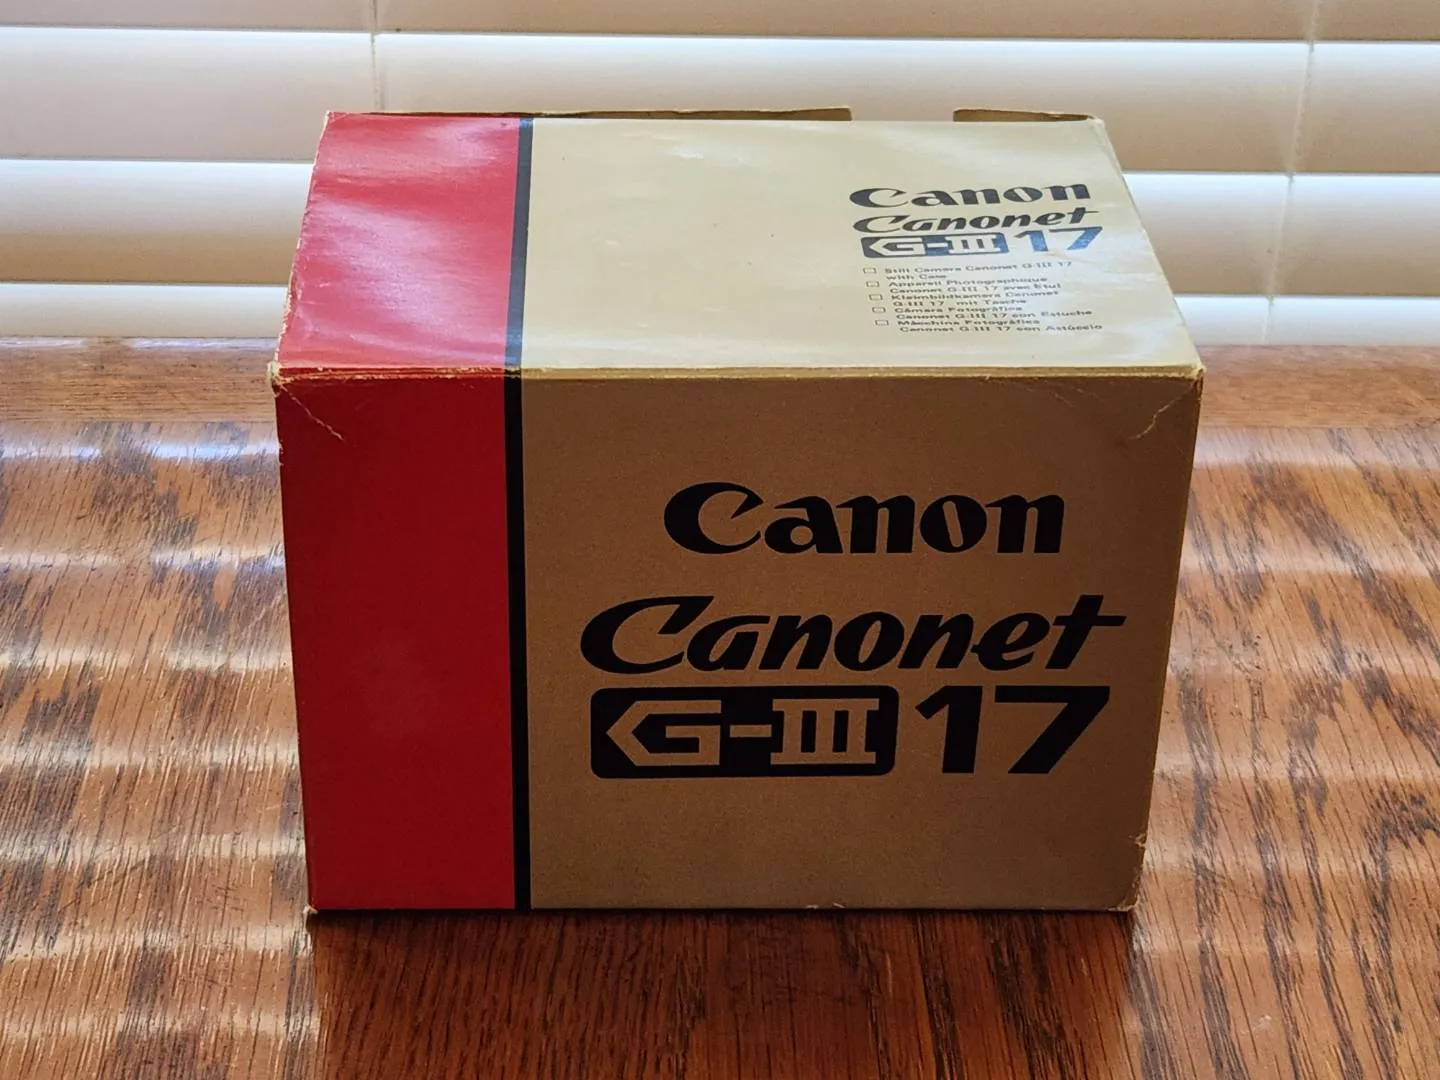 Canon
Canonet
G-III 17
Still Camera Canonet G-III 17
with Case
Appareil Photographique
Canonet G-III 17 avec Etui
Kleinbildkamera Canonet
G-III 17 mit Tasche
Cámara Fotográfica
Canonet G-III 17 con Estuche
Macchina Fotográfica
Canonet G-III 17 con Astúccio
Canon
Canonet
G-III 17